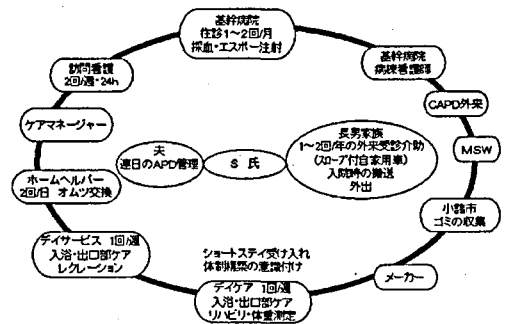 基幹病院
往診1～2回/月
採血・エスポー注射
基幹病院
病棟看護師
CAPD外来
MSW
小諸市
ゴミの収集
メーカー
デイケア 1回/週
入浴・出口部ケア
リハビリ・体重測定
ショートステイ受け入れ
体制構築の意識付け
デイサービス 1回/週
入浴・出口部ケア
レクレーション
ホームヘルパー
2回/日 オムツ交換
ケアマネージャー
訪問看護
2回/週・24h
夫
連日のAPD管理
S 氏
長男家族
1～2回/年の外来受診介助
(スロープ付自家用車)
入院時の搬送
外出